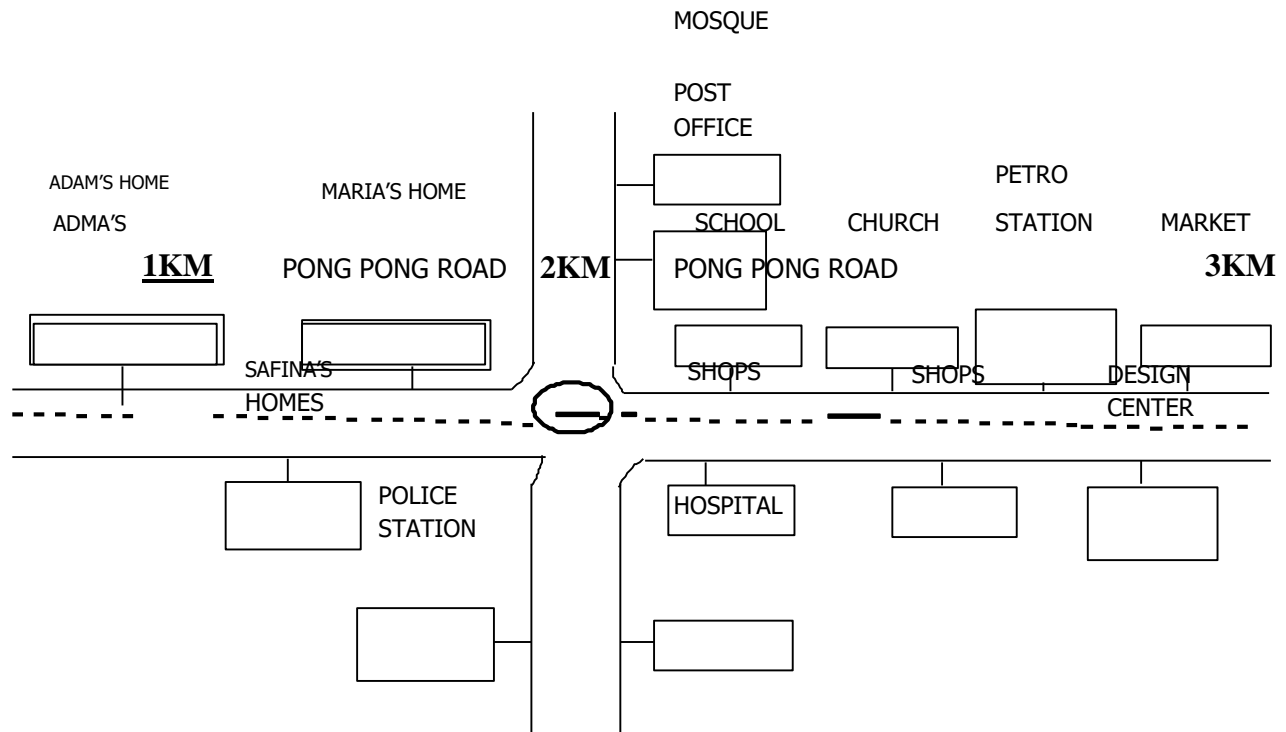 MOSQUE
POST
OFFICE
ADAM'S HOME
MARIA'S HOME
PETRO
ADMA'S
SCHOOL
CHURCH
STATION
MARKET
1KM
PONG PONG ROAD
2KM
PONG PONG ROAD
3KM
SAFINA'S
HOMES
SHOPS
SHOPS
DESIGN
CENTER
POLICE
STATION
HOSPITAL